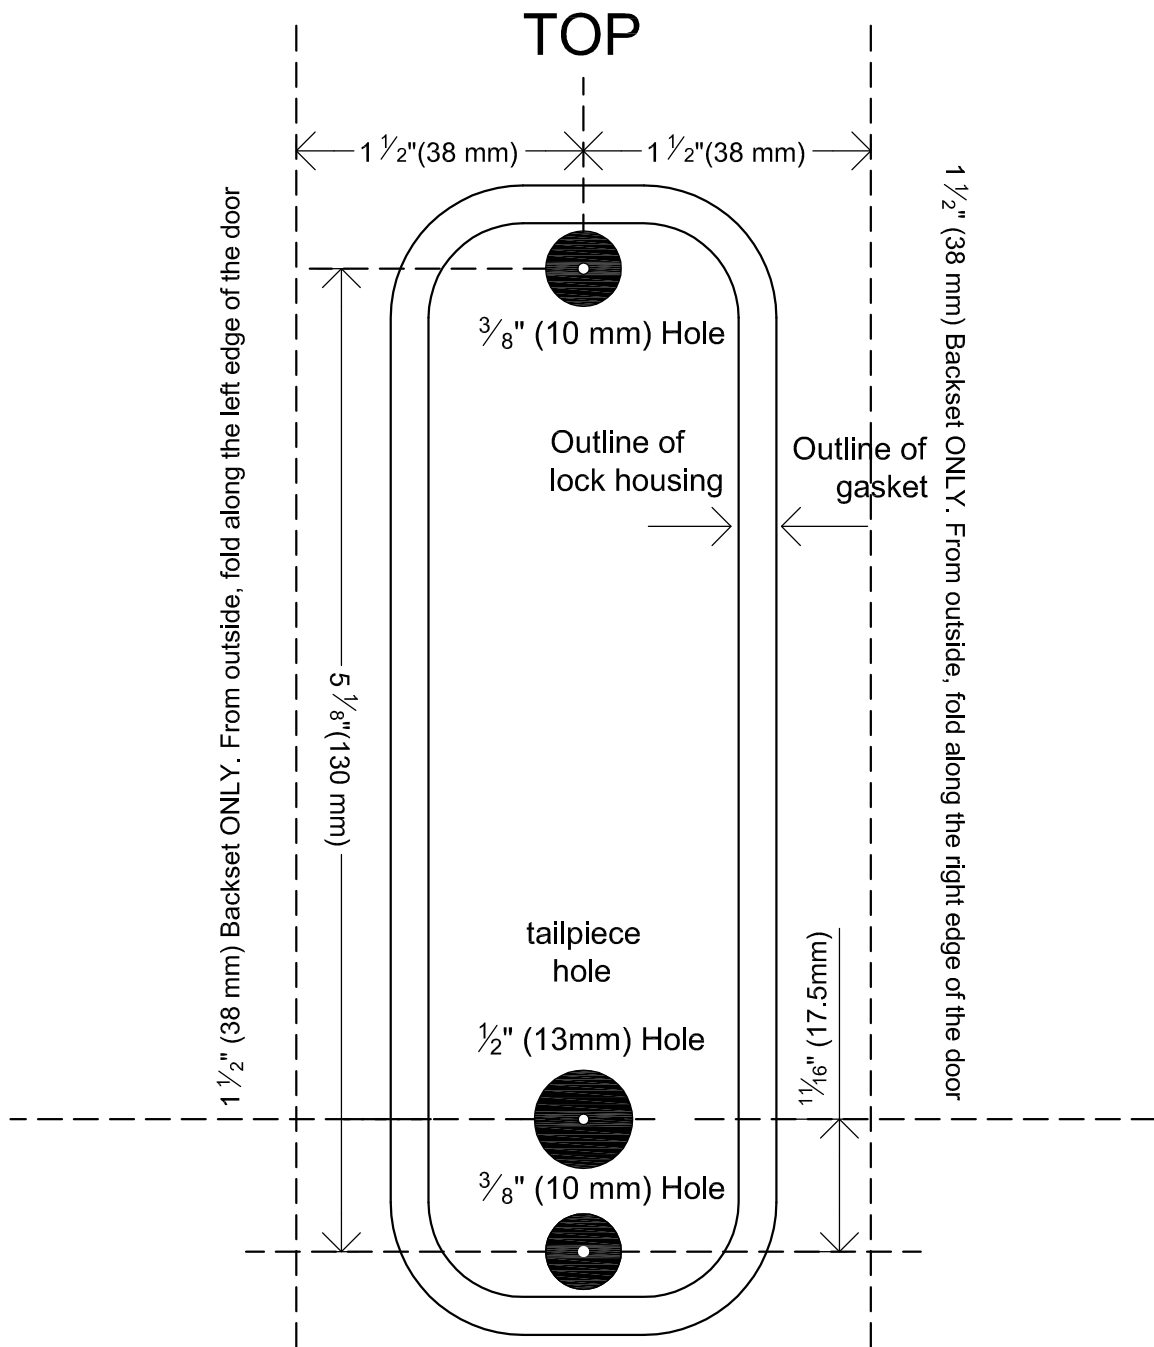 TOP
1 ½"(38 mm)
1 ½"(38 mm)
1 ½" (38 mm) Backset ONLY. From outside, fold along the left edge of the door
1 ½" (38 mm) Backset ONLY. From outside, fold along the right edge of the door
⅜" (10 mm) Hole
Outline of
lock housing
Outline of
gasket
5 ⅛"(130 mm)
tailpiece
hole
½" (13mm) Hole
11⁄16" (17.5mm)
⅜" (10 mm) Hole